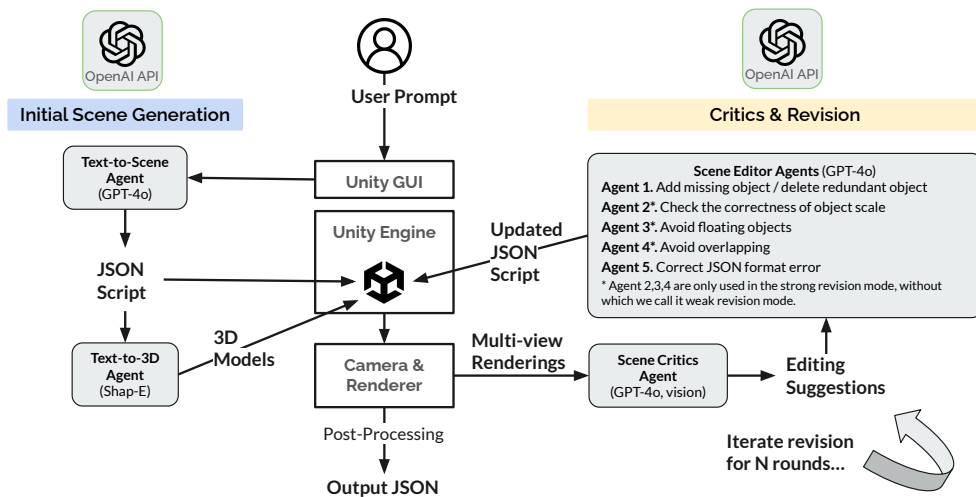 OpenAI API
Initial Scene Generation
Text-to-Scene
Agent
(GPT-4o)
JSON
Script
Text-to-3D
Agent
(Shap-E)
3D
Models
User Prompt
Unity GUI
Unity Engine
Camera &
Renderer
Post-Processing
Output JSON
Updated
JSON
Script
Multi-view
Renderings
OpenAI API
Critics & Revision
Scene Editor Agents (GPT-4o)
Agent 1. Add missing object / delete redundant object
Agent 2*. Check the correctness of object scale
Agent 3*. Avoid floating objects
Agent 4*. Avoid overlapping
Agent 5. Correct JSON format error
* Agent 2,3,4 are only used in the strong revision mode, without
which we call it weak revision mode.
Scene Critics
Agent
(GPT-4o, vision)
Editing
Suggestions
Iterate revision
for N rounds...